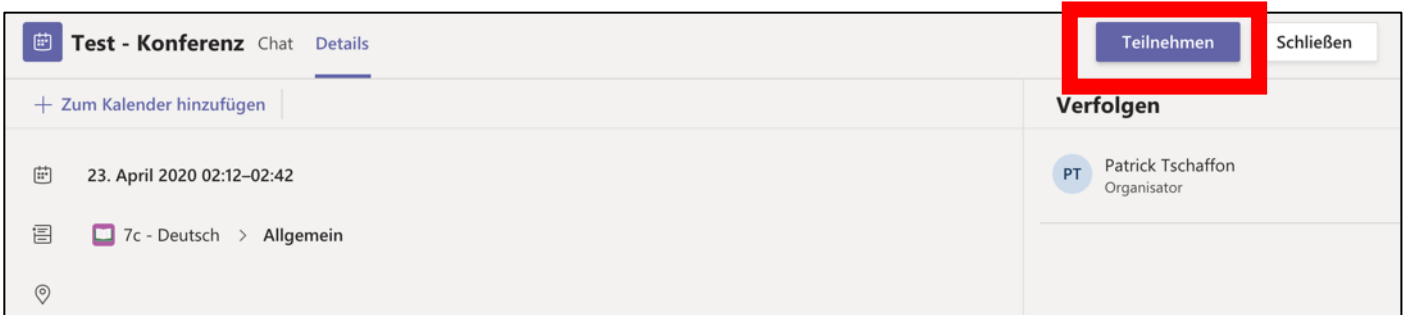 Test - Konferenz Chat Details Teilnehmen Schließen
+ Zum Kalender hinzufügen
Verfolgen
23. April 2020 02:12–02:42
PT Patrick Tschaffon
Organisator
7c - Deutsch > Allgemein